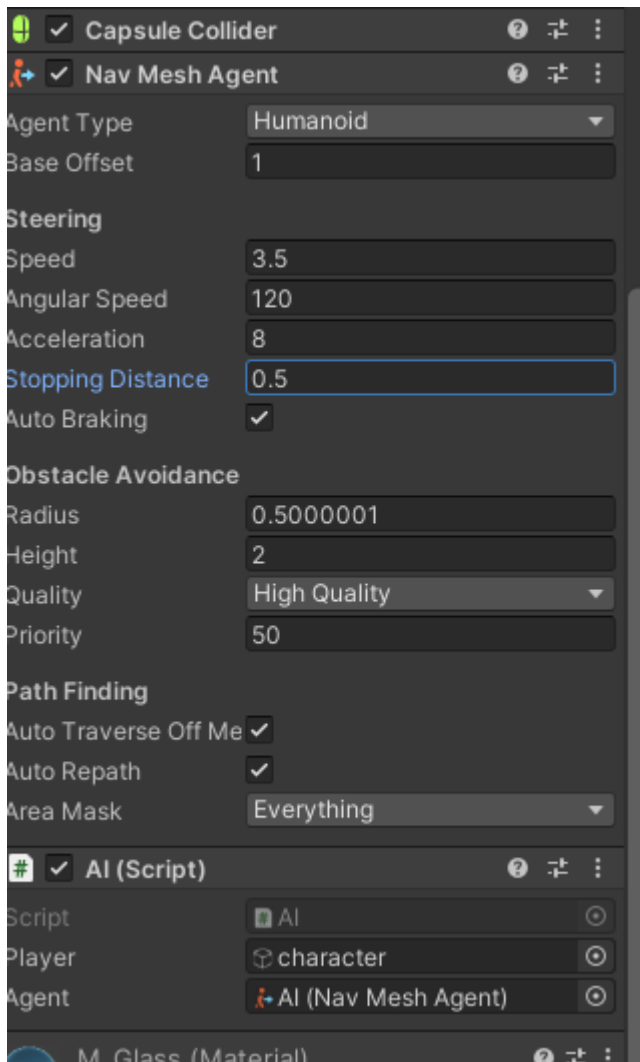 Capsule Collider
Nav Mesh Agent
Agent Type Humanoid
Base Offset 1
Steering
Speed 3.5
Angular Speed 120
Acceleration 8
Stopping Distance 0.5
Auto Braking
Obstacle Avoidance
Radius 0.5000001
Height 2
Quality High Quality
Priority 50
Path Finding
Auto Traverse Off Me
Auto Repath
Area Mask Everything
# AI (Script)
Script # AI
Player character
Agent AI (Nav Mesh Agent)
M_Glass (Material)